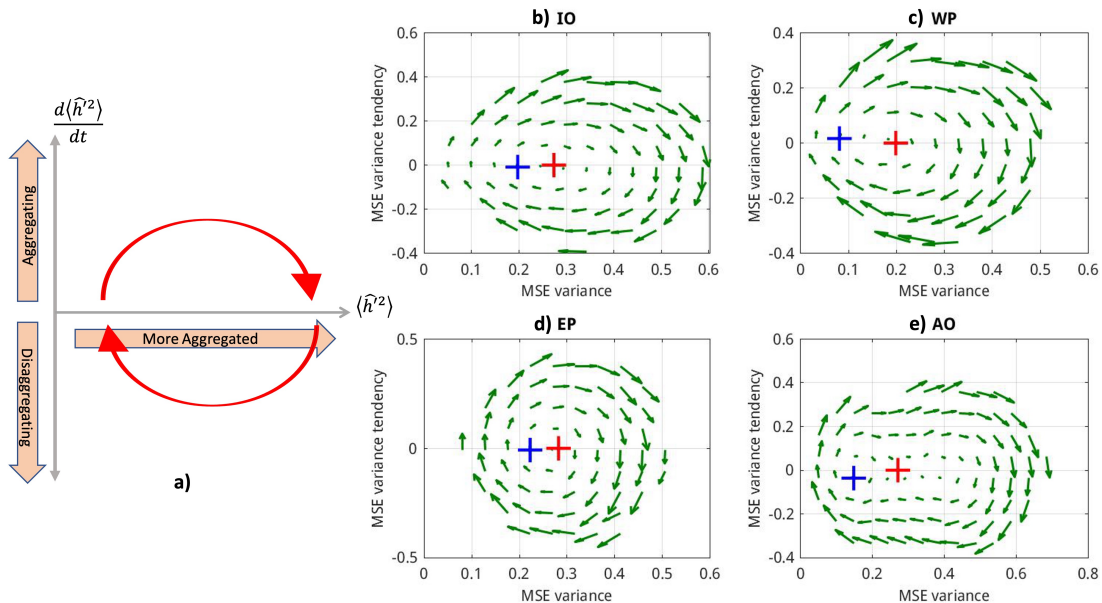 d⟨ĥ′²⟩
dt
Aggregating
Disaggregating
⟨ĥ′²⟩
More Aggregated
a)
b) IO
MSE variance tendency
0.6
0.4
0.2
0
-0.2
-0.4
0 0.1 0.2 0.3 0.4 0.5 0.6
MSE variance
c) WP
MSE variance tendency
0.4
0.2
0
-0.2
-0.4
0 0.1 0.2 0.3 0.4 0.5 0.6
MSE variance
d) EP
MSE variance tendency
0.5
0
-0.5
0 0.1 0.2 0.3 0.4 0.5 0.6
MSE variance
e) AO
MSE variance tendency
0.6
0.4
0.2
0
-0.2
-0.4
0 0.2 0.4 0.6 0.8
MSE variance